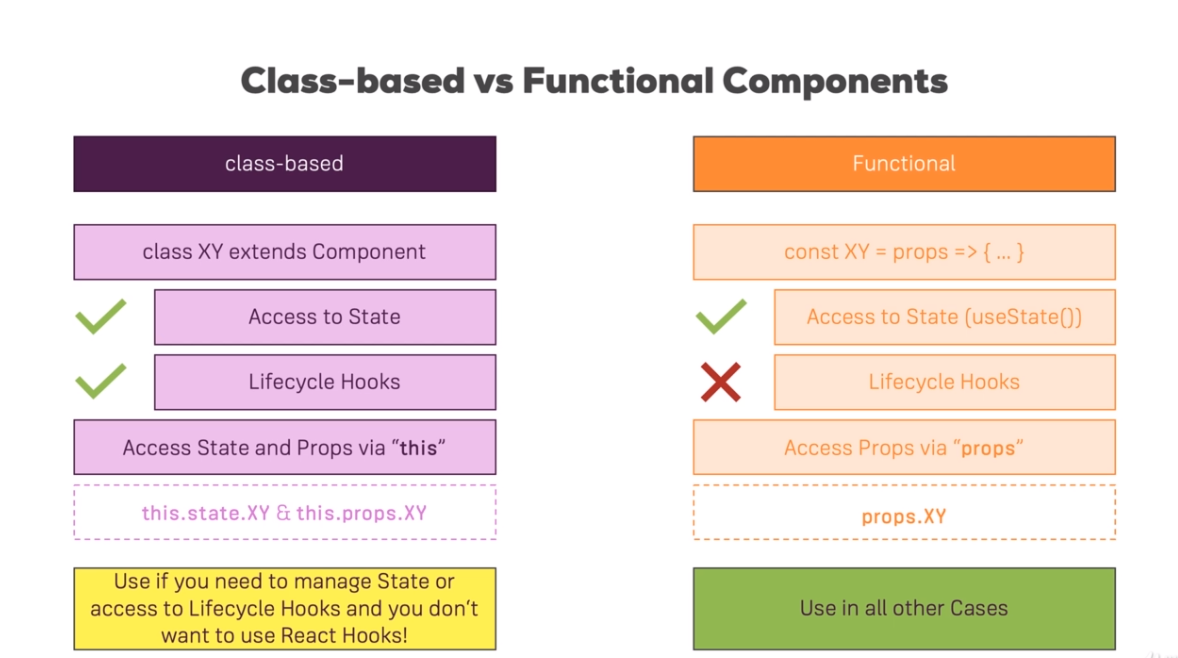 Class-based vs Functional Components
class-based
class XY extends Component
Access to State
Lifecycle Hooks
Access State and Props via “this”
this.state.XY & this.props.XY
Use if you need to manage State or
access to Lifecycle Hooks and you don’t
want to use React Hooks!
Functional
const XY = props => { ... }
Access to State (useState())
Lifecycle Hooks
Access Props via “props”
props.XY
Use in all other Cases